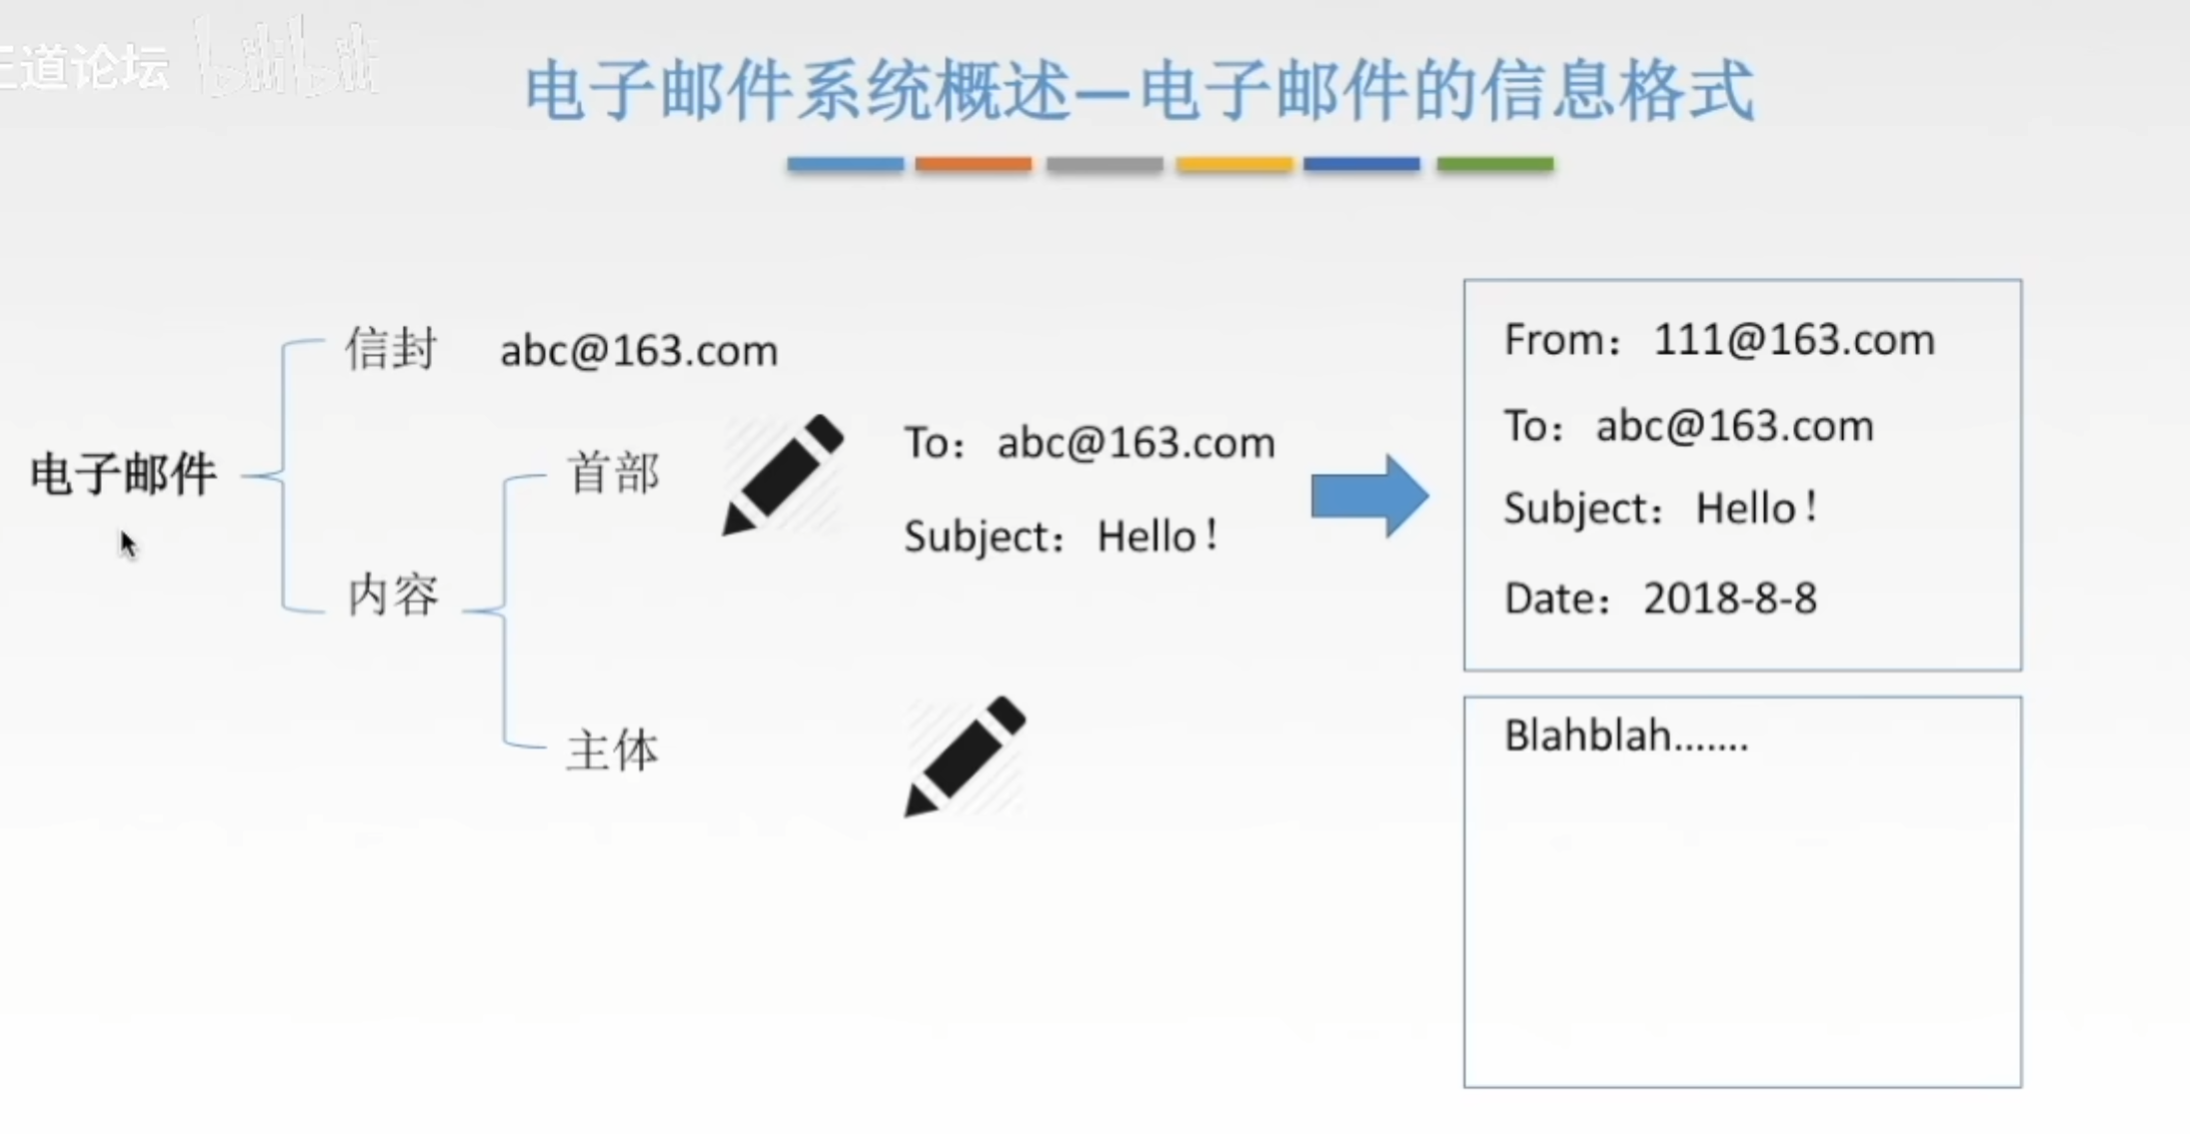 王道论坛 bilibili
电子邮件系统概述—电子邮件的信息格式
信封 abc@163.com
电子邮件
首部
To：abc@163.com
Subject：Hello！
内容
主体
From：111@163.com
To：abc@163.com
Subject：Hello！
Date：2018-8-8
Blahblah.......